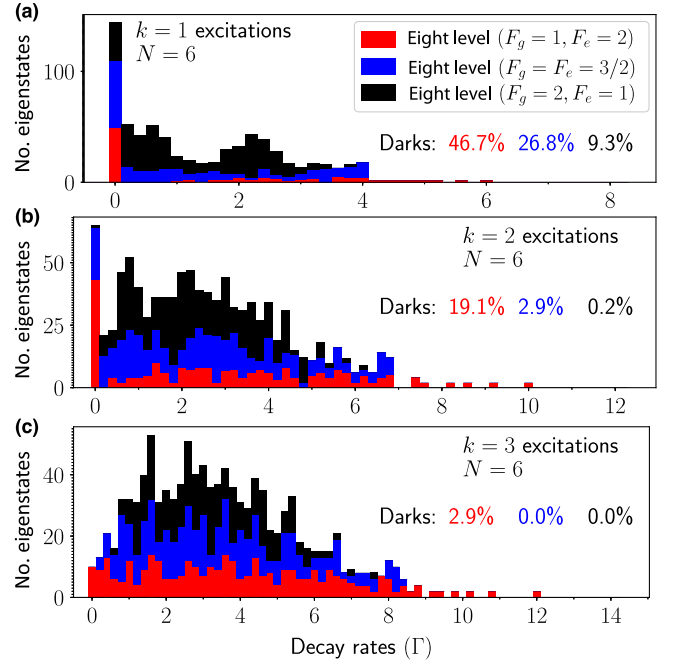 (a)
k = 1 excitations
N = 6
Eight level (F_g = 1, F_e = 2)
Eight level (F_g = F_e = 3/2)
Eight level (F_g = 2, F_e = 1)
Darks: 46.7% 26.8% 9.3%
No. eigenstates
100
0
0 2 4 6 8
(b)
k = 2 excitations
N = 6
Darks: 19.1% 2.9% 0.2%
No. eigenstates
50
25
0
0 2 4 6 8 10 12
(c)
k = 3 excitations
N = 6
Darks: 2.9% 0.0% 0.0%
No. eigenstates
40
20
0
0 2 4 6 8 10 12 14
Decay rates (Γ)